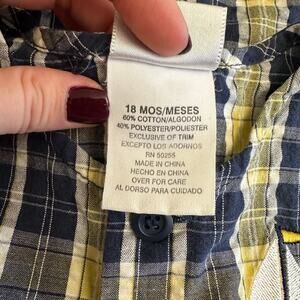 18 MOS/MESES
60% COTTON/ALGODON
40% POLYESTER/POLIESTER
EXCLUSIVE OF TRIM
EXCEPTO LOS ADORNOS
RN 50255
MADE IN CHINA
HECHO EN CHINA
OVER FOR CARE
AL DORSO PARA CUIDADO